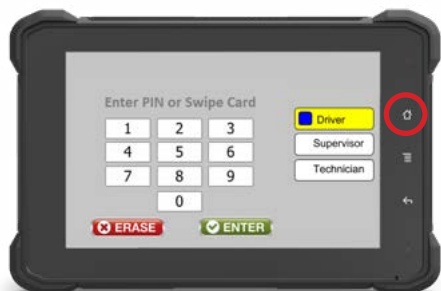 Enter PIN or Swipe Card
1 2 3
4 5 6
7 8 9
0
ERASE ENTER
Driver
Supervisor
Technician